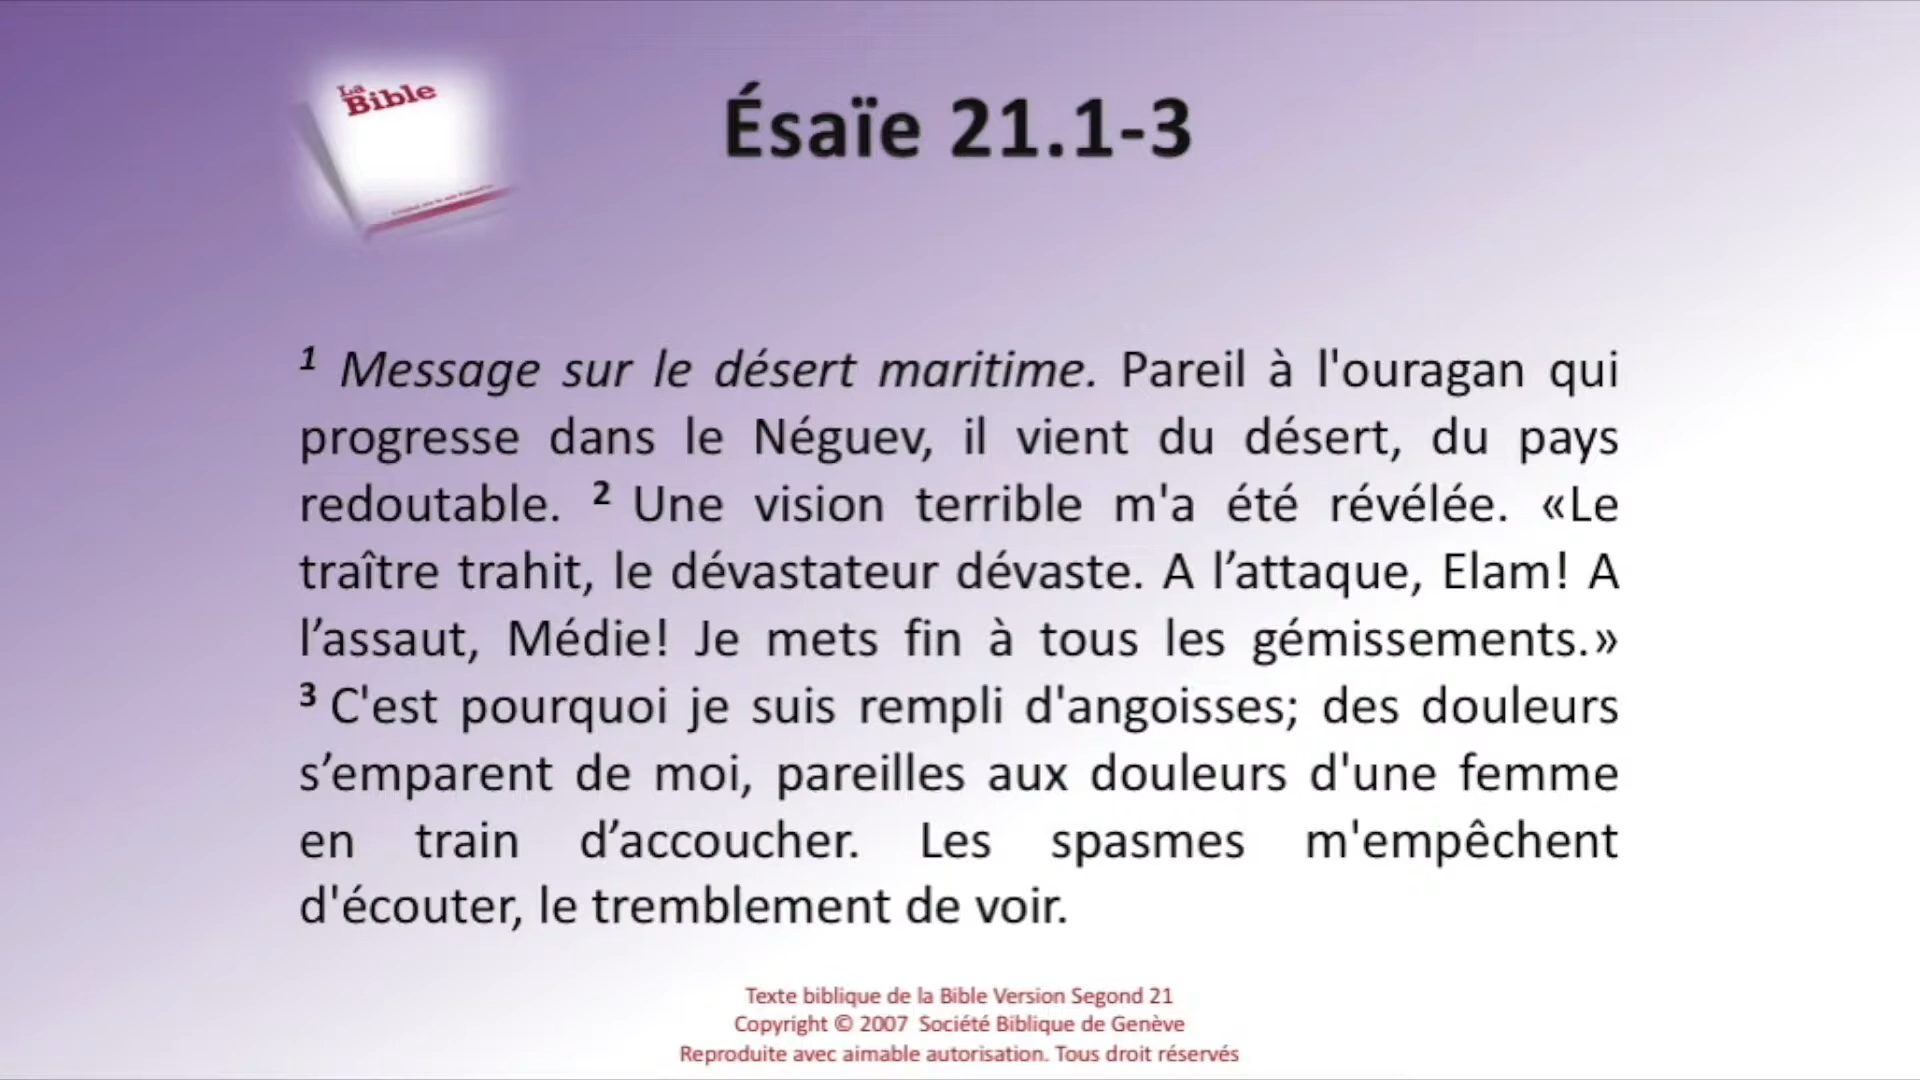 La
Bible
Ésaïe 21.1-3
1 Message sur le désert maritime. Pareil à l'ouragan qui
progresse dans le Néguev, il vient du désert, du pays
redoutable. 2 Une vision terrible m'a été révélée. «Le
traître trahit, le dévastateur dévaste. A l’attaque, Elam! A
l’assaut, Médie! Je mets fin à tous les gémissements.»
3 C'est pourquoi je suis rempli d'angoisses; des douleurs
s’emparent de moi, pareilles aux douleurs d'une femme
en train d’accoucher. Les spasmes m'empêchent
d'écouter, le tremblement de voir.
Texte biblique de la Bible Version Segond 21
Copyright © 2007 Société Biblique de Genève
Reproduite avec aimable autorisation. Tous droit réservés